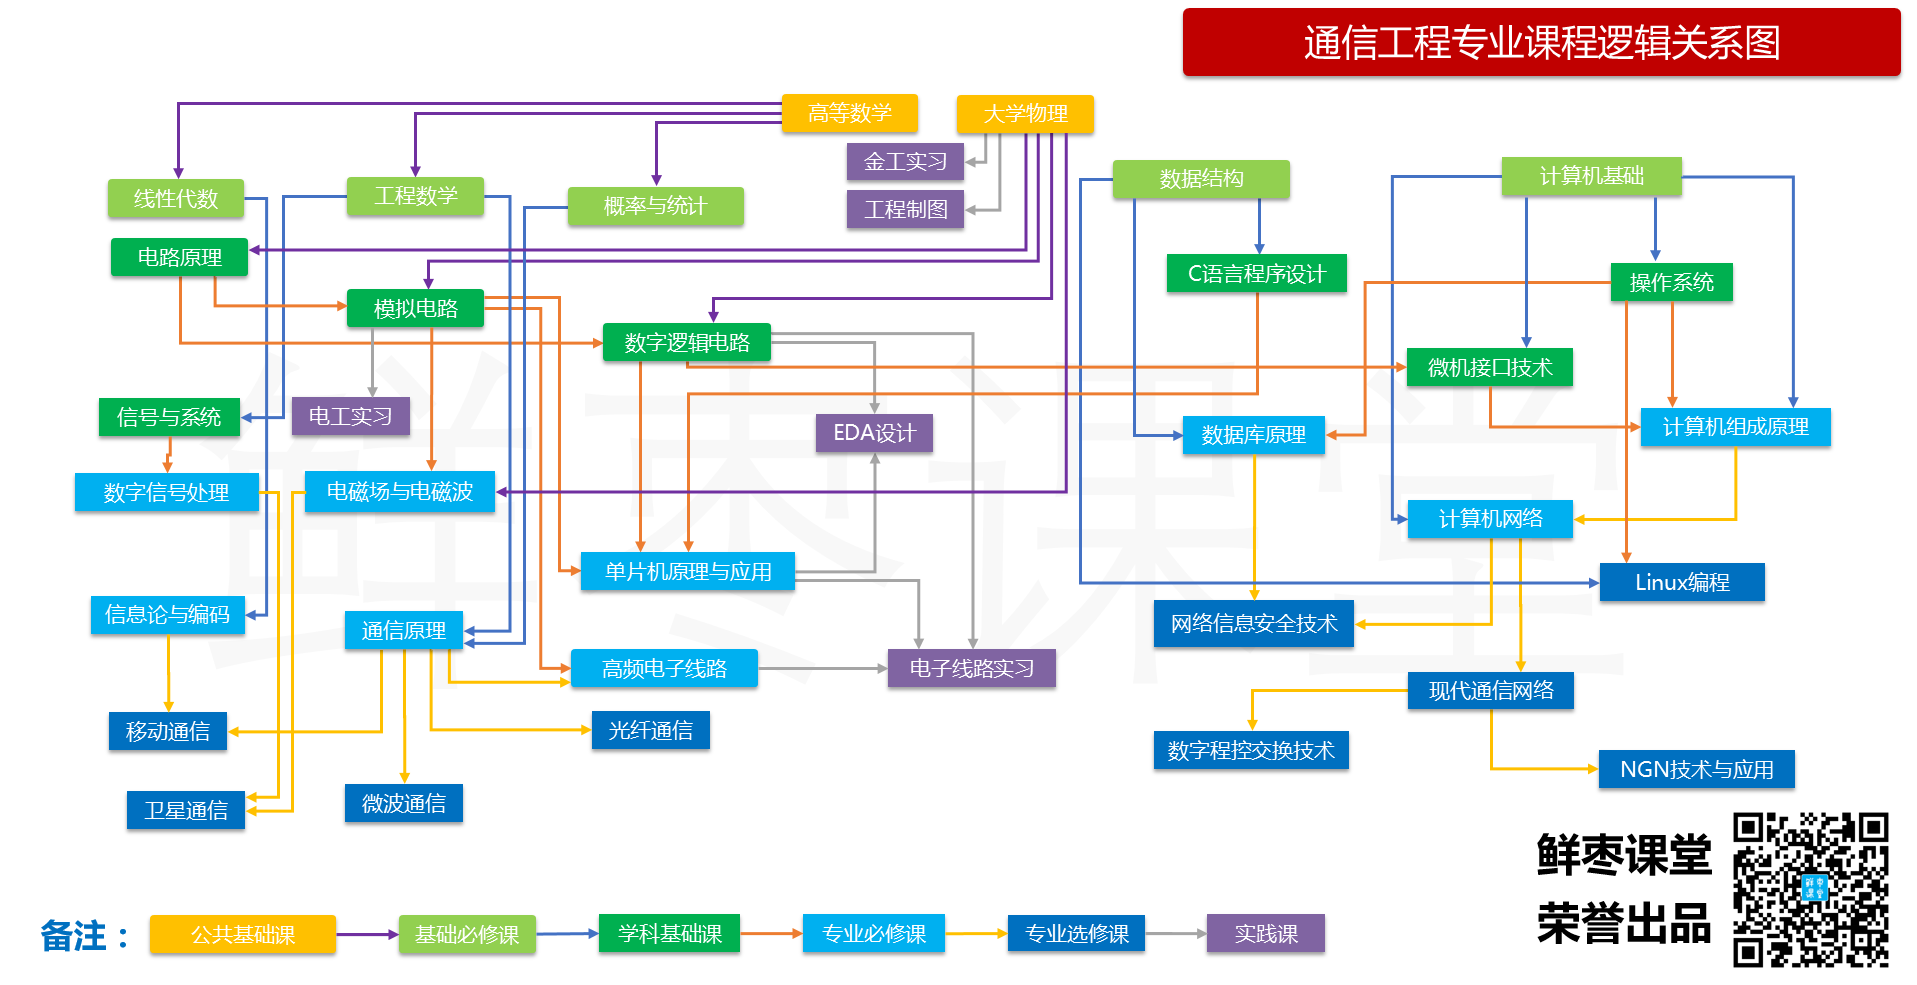 通信工程专业课程逻辑关系图
高等数学
大学物理
金工实习
工程制图
数据结构
计算机基础
线性代数
工程数学
概率与统计
电路原理
C语言程序设计
操作系统
模拟电路
数字逻辑电路
微机接口技术
信号与系统
电工实习
EDA设计
数据库原理
计算机组成原理
数字信号处理
电磁场与电磁波
计算机网络
单片机原理与应用
Linux编程
信息论与编码
通信原理
网络信息安全技术
高频电子线路
电子线路实习
现代通信网络
移动通信
光纤通信
数字程控交换技术
NGN技术与应用
卫星通信
微波通信
鲜枣课堂
鲜枣课堂
荣誉出品
鲜枣课堂
备注：
公共基础课
基础必修课
学科基础课
专业必修课
专业选修课
实践课